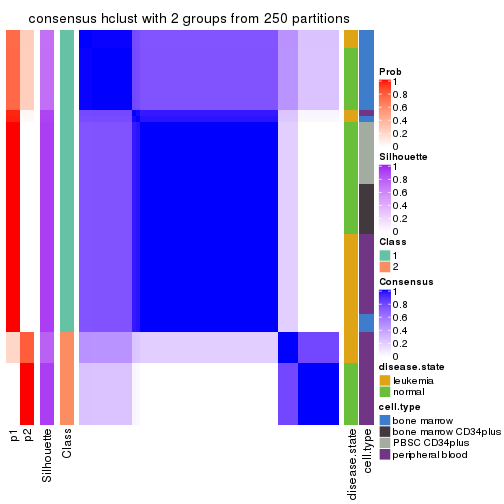 consensus hclust with 2 groups from 250 partitions
Prob
1
0.8
0.6
0.4
0.2
0
Silhouette
1
0.8
0.6
0.4
0.2
0
Class
1
2
Consensus
1
0.8
0.6
0.4
0.2
0
disease.state
leukemia
normal
cell.type
bone marrow
bone marrow CD34plus
PBSC CD34plus
peripheral blood
p1
p2
Silhouette
Class
disease.state
cell.type